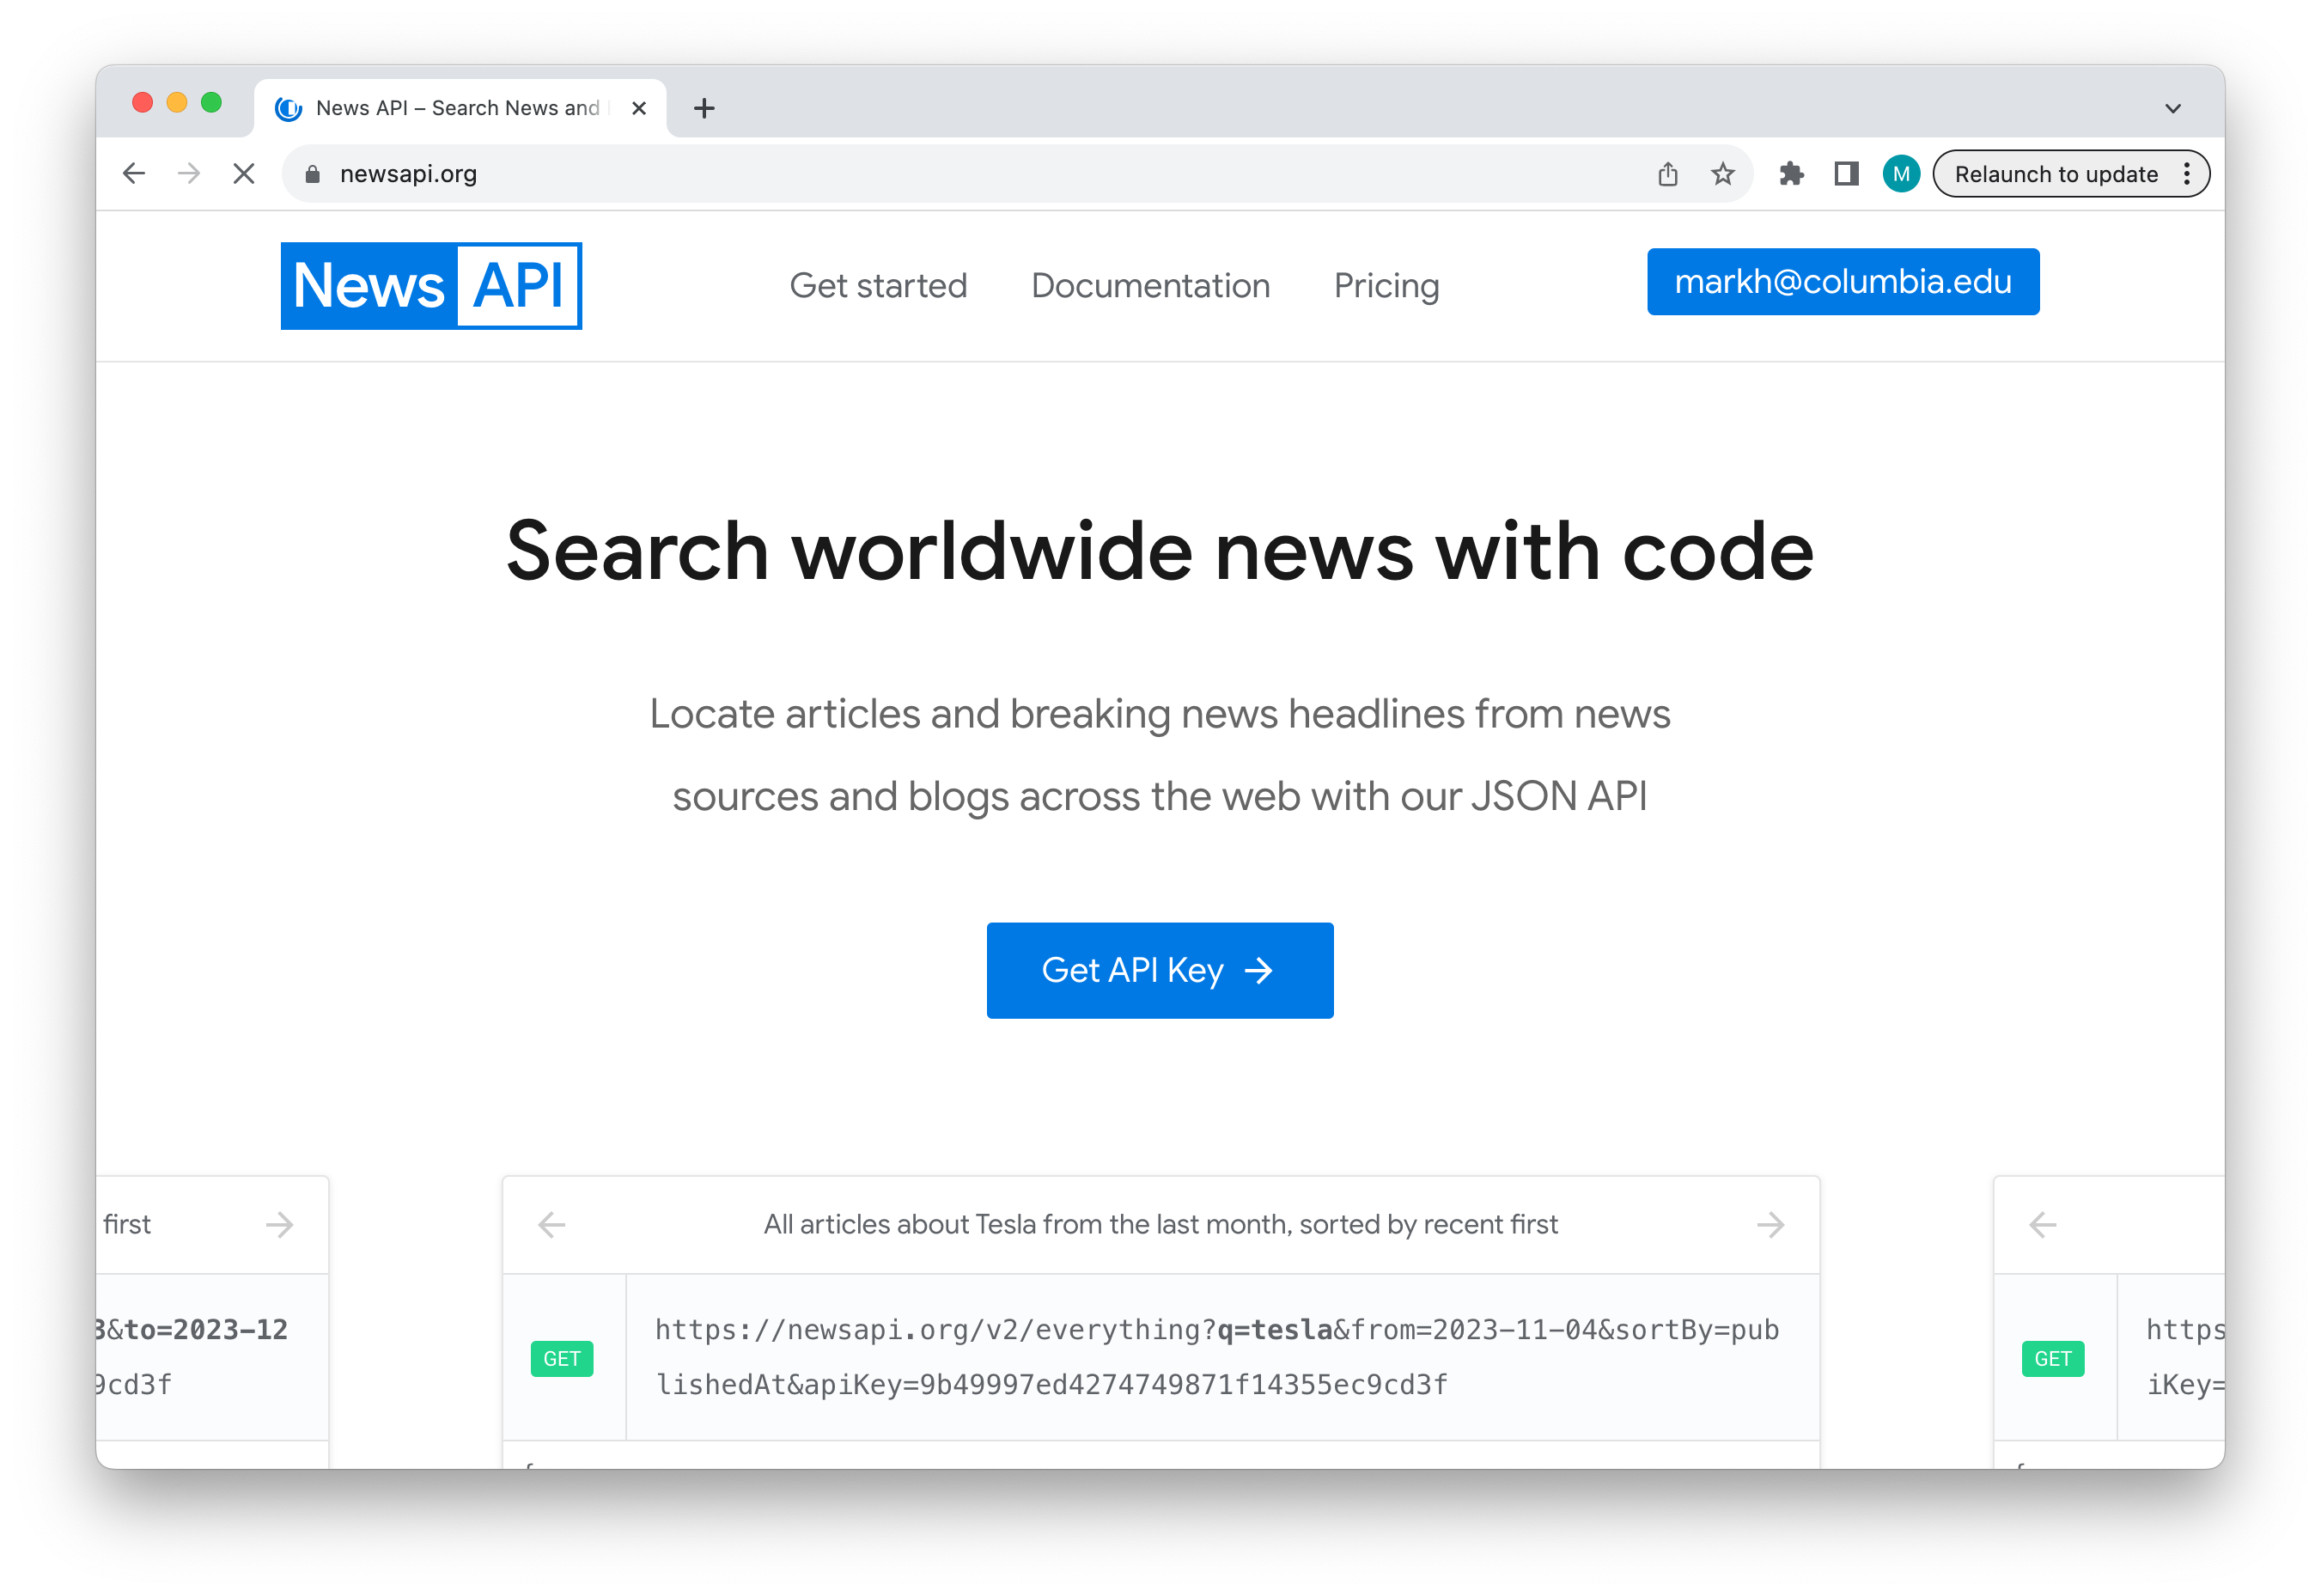 News API – Search News and
newsapi.org
M
Relaunch to update
News API
Get started
Documentation
Pricing
markh@columbia.edu
Search worldwide news with code
Locate articles and breaking news headlines from news
sources and blogs across the web with our JSON API
Get API Key
first
3&to=2023-12
9cd3f
All articles about Tesla from the last month, sorted by recent first
GET
https://newsapi.org/v2/everything?q=tesla&from=2023-11-04&sortBy=pub
lishedAt&apiKey=9b49997ed4274749871f14355ec9cd3f
GET
https
iKey=